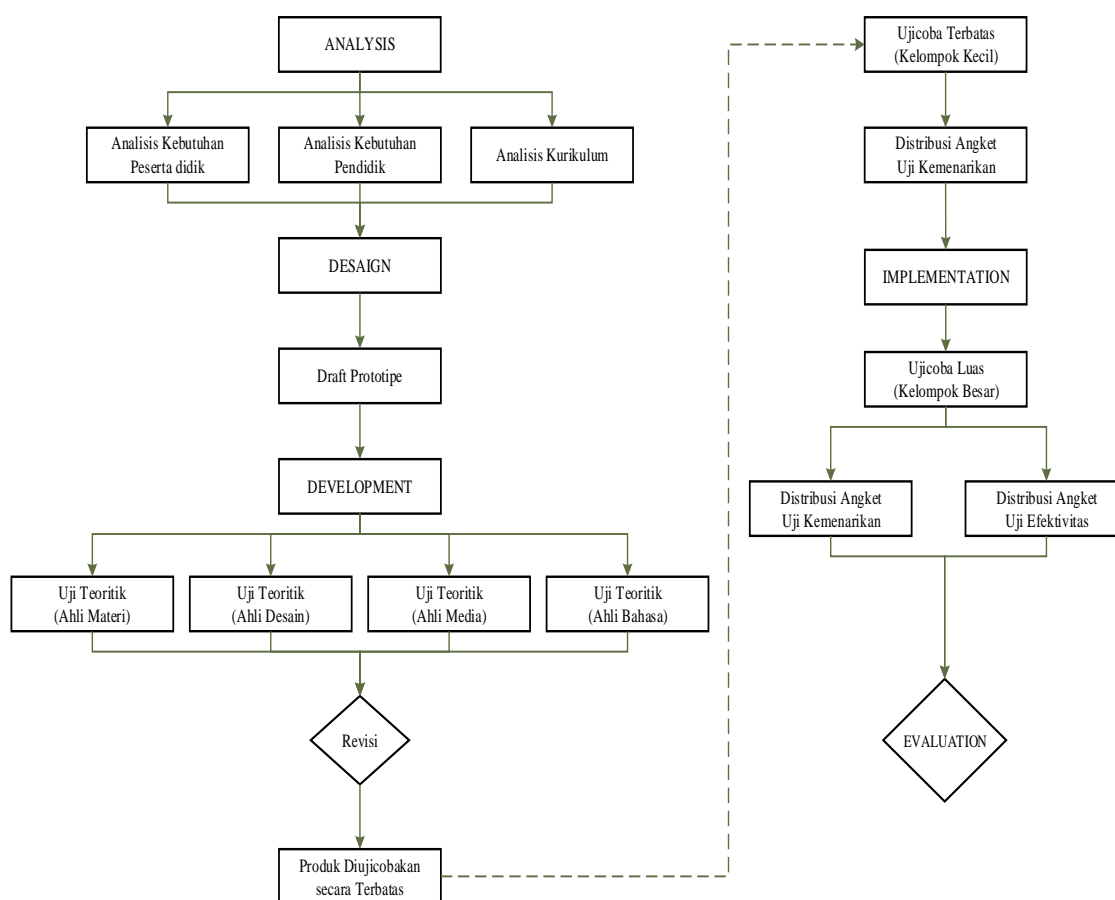 ANALYSIS
Analisis Kebutuhan
Peserta didik
Analisis Kebutuhan
Pendidik
Analisis Kurikulum
DESAIGN
Draft Prototipe
DEVELOPMENT
Uji Teoritik
(Ahli Materi)
Uji Teoritik
(Ahli Desain)
Uji Teoritik
(Ahli Media)
Uji Teoritik
(Ahli Bahasa)
Revisi
Produk Diujicobakan
secara Terbatas
Ujicoba Terbatas
(Kelompok Kecil)
Distribusi Angket
Uji Kemenarikan
IMPLEMENTATION
Ujicoba Luas
(Kelompok Besar)
Distribusi Angket
Uji Kemenarikan
Distribusi Angket
Uji Efektivitas
EVALUATION